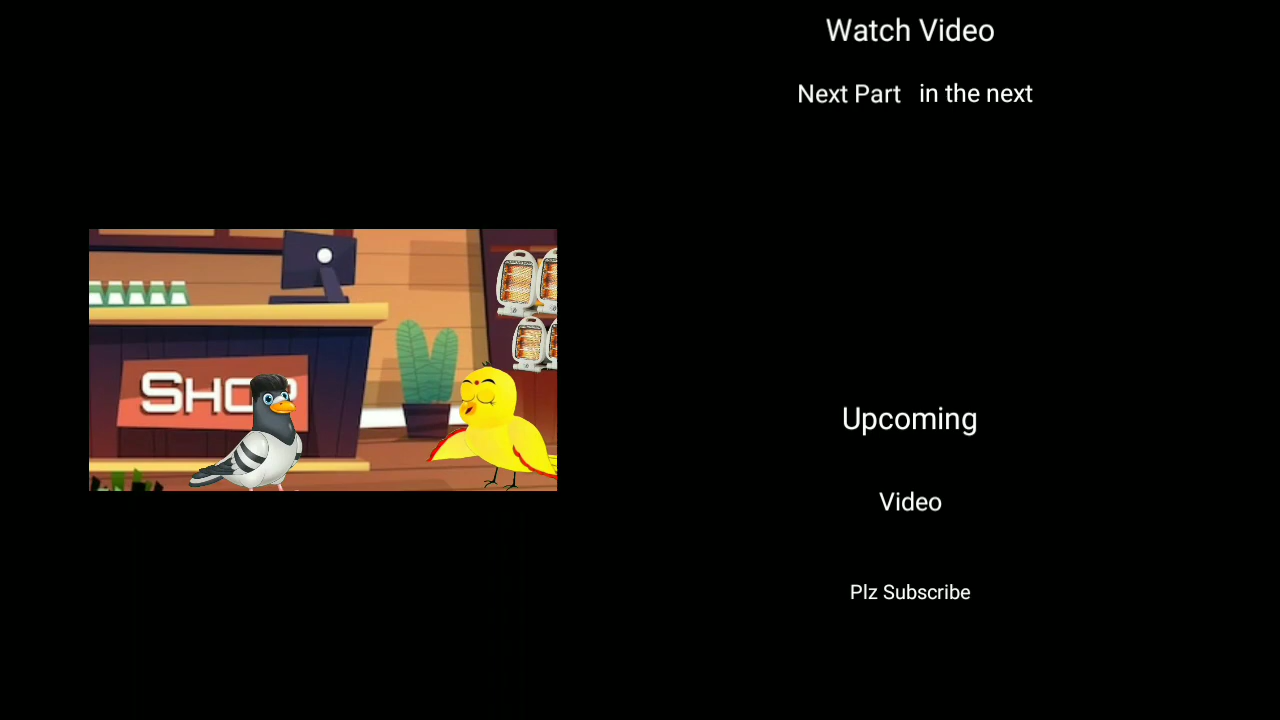 Watch Video
Next Part in the next
SHOP
Upcoming
Video
Plz Subscribe